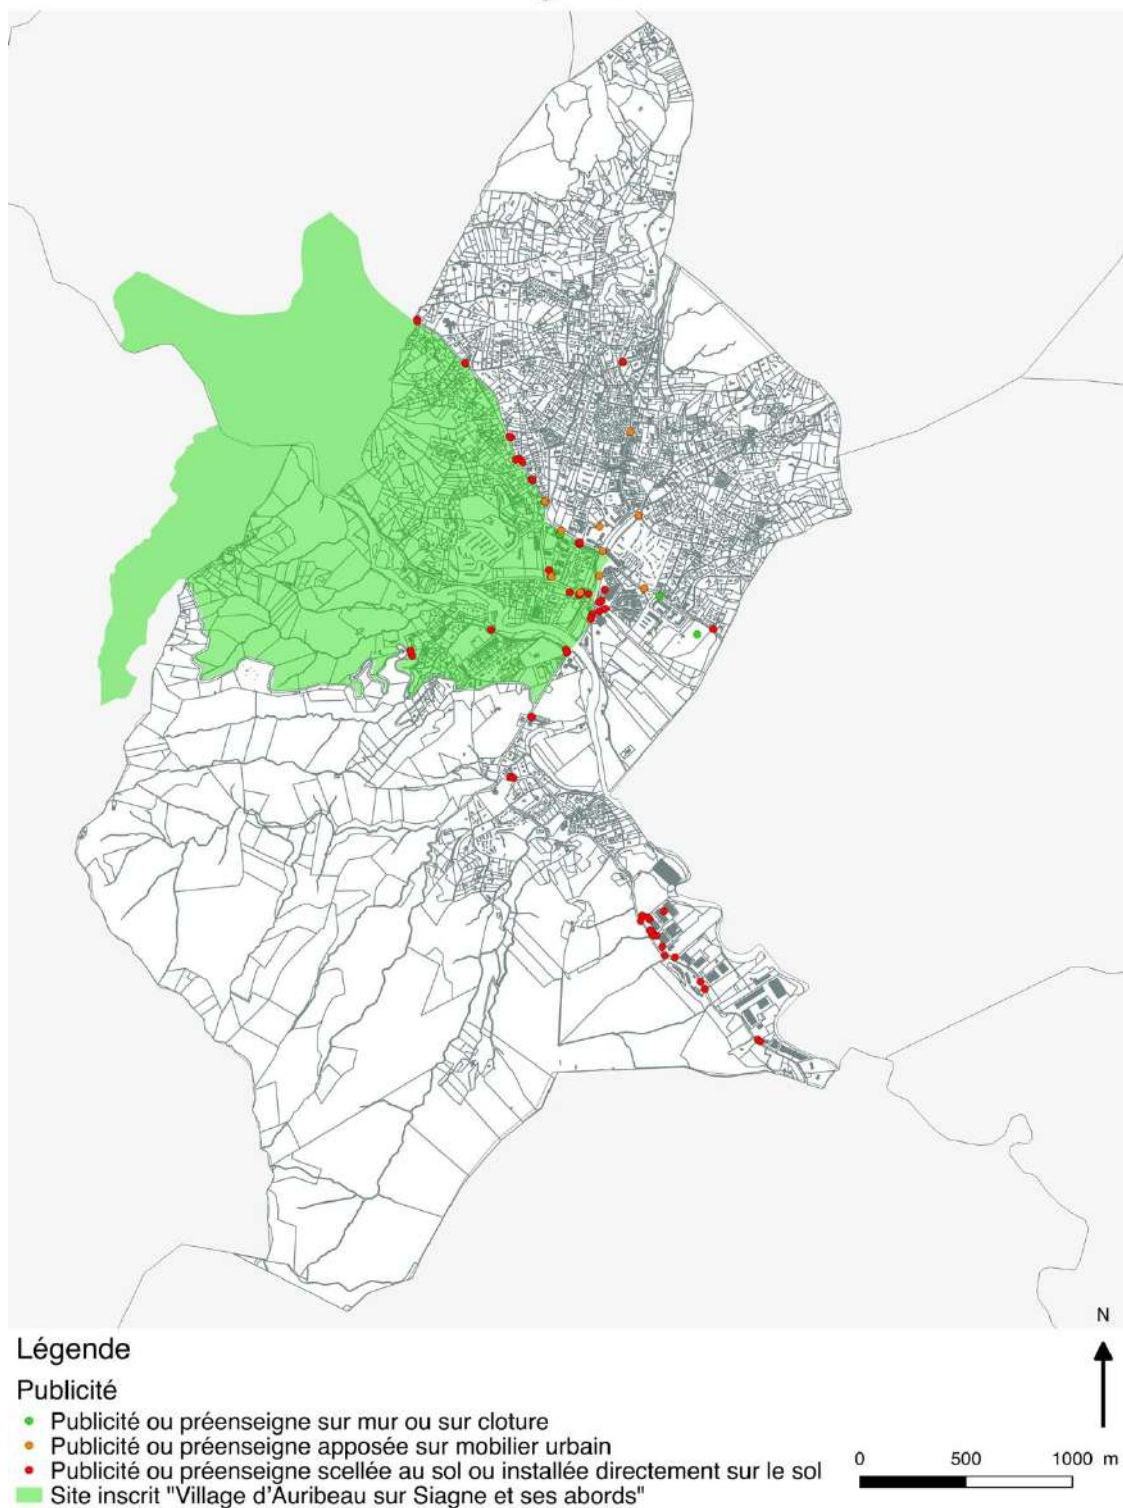 N
Légende
Publicité
Publicité ou préenseigne sur mur ou sur cloture
Publicité ou préenseigne apposée sur mobilier urbain
Publicité ou préenseigne scellée au sol ou installée directement sur le sol
Site inscrit "Village d'Auribeau sur Siagne et ses abords"
0 500 1000 m